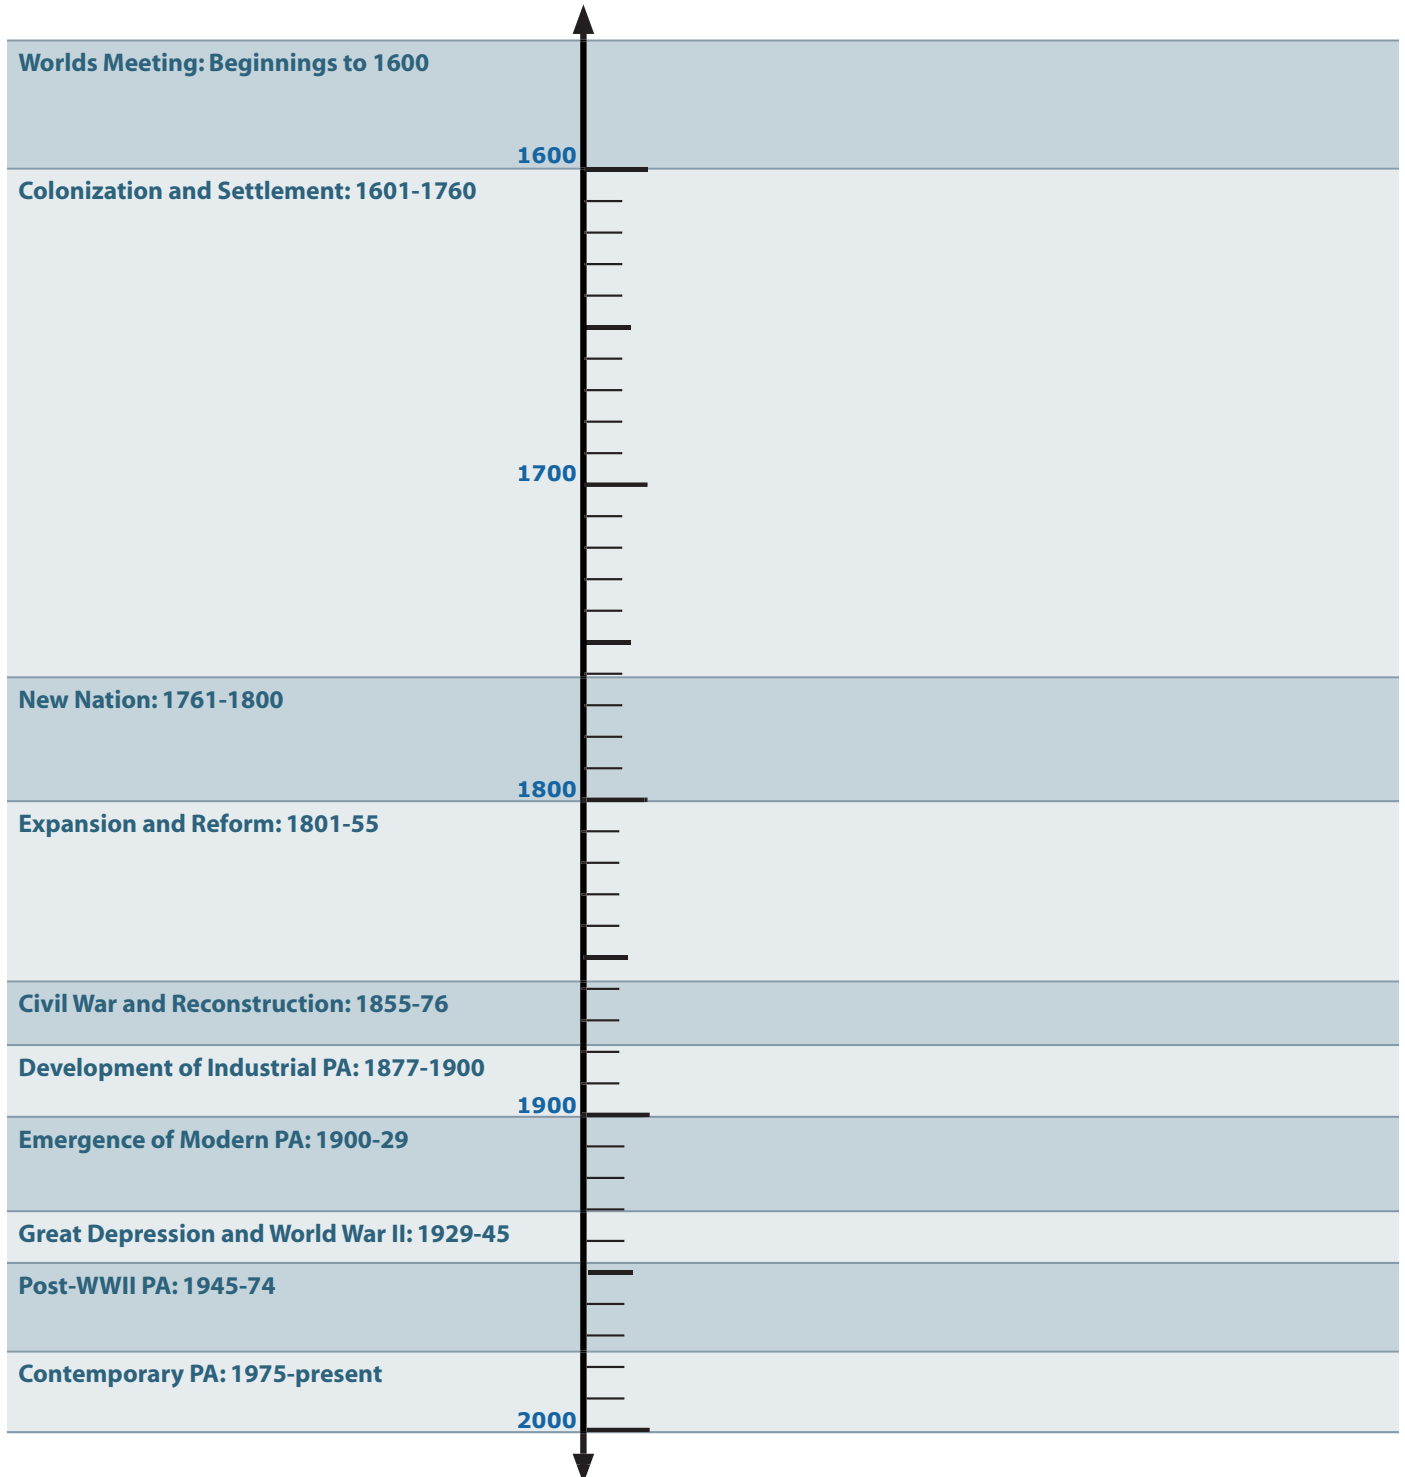 Worlds Meeting: Beginnings to 1600
1600
Colonization and Settlement: 1601-1760
1700
New Nation: 1761-1800
1800
Expansion and Reform: 1801-55
Civil War and Reconstruction: 1855-76
Development of Industrial PA: 1877-1900
1900
Emergence of Modern PA: 1900-29
Great Depression and World War II: 1929-45
Post-WWII PA: 1945-74
Contemporary PA: 1975-present
2000